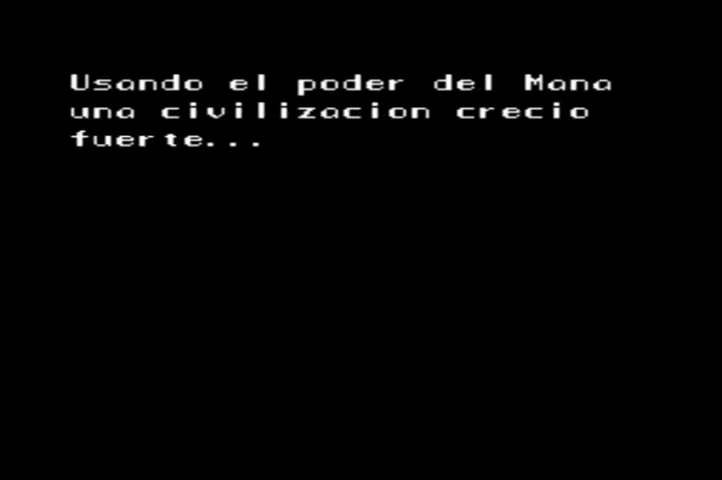 Usando el poder del Mana
una civilizacion crecio
fuerte...